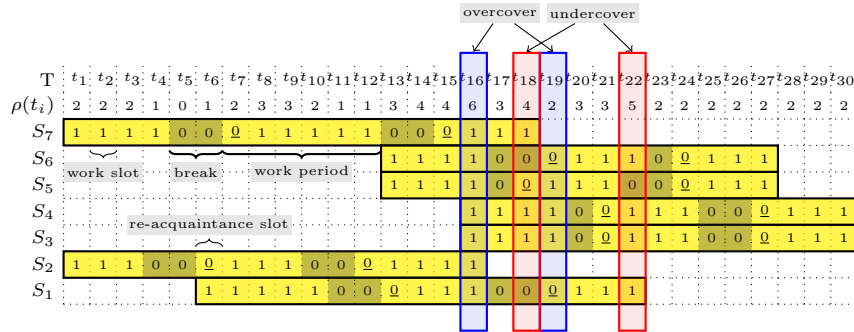 overcover undercover
T t₁ t₂ t₃ t₄ t₅ t₆ t₇ t₈ t₉ t₁₀ t₁₁ t₁₂ t₁₃ t₁₄ t₁₅ t₁₆ t₁₇ t₁₈ t₁₉ t₂₀ t₂₁ t₂₂ t₂₃ t₂₄ t₂₅ t₂₆ t₂₇ t₂₈ t₂₉ t₃₀
ρ(tᵢ) 2 2 2 1 0 1 2 3 3 2 1 1 3 4 4 6 3 4 2 3 3 5 2 2 2 2 2 2 2 2
S₇ 1 1 1 1 0 0 0 1 1 1 1 1 0 0 0 1 1 1
S₆ 1 1 1 1 0 0 0 1 1 1 0 0 1 1 1
work slot break work period
S₅ 1 1 1 1 0 0 1 1 1 0 0 0 1 1 1
S₄ 1 1 1 1 0 0 1 1 1 0 0 0 1 1 1
re-acquaintance slot
S₃ 1 1 1 1 0 0 1 1 1 0 0 0 1 1 1
S₂ 1 1 1 0 0 0 1 1 1 0 0 0 1 1 1 1
S₁ 1 1 1 1 1 0 0 0 1 1 1 0 0 0 1 1 1